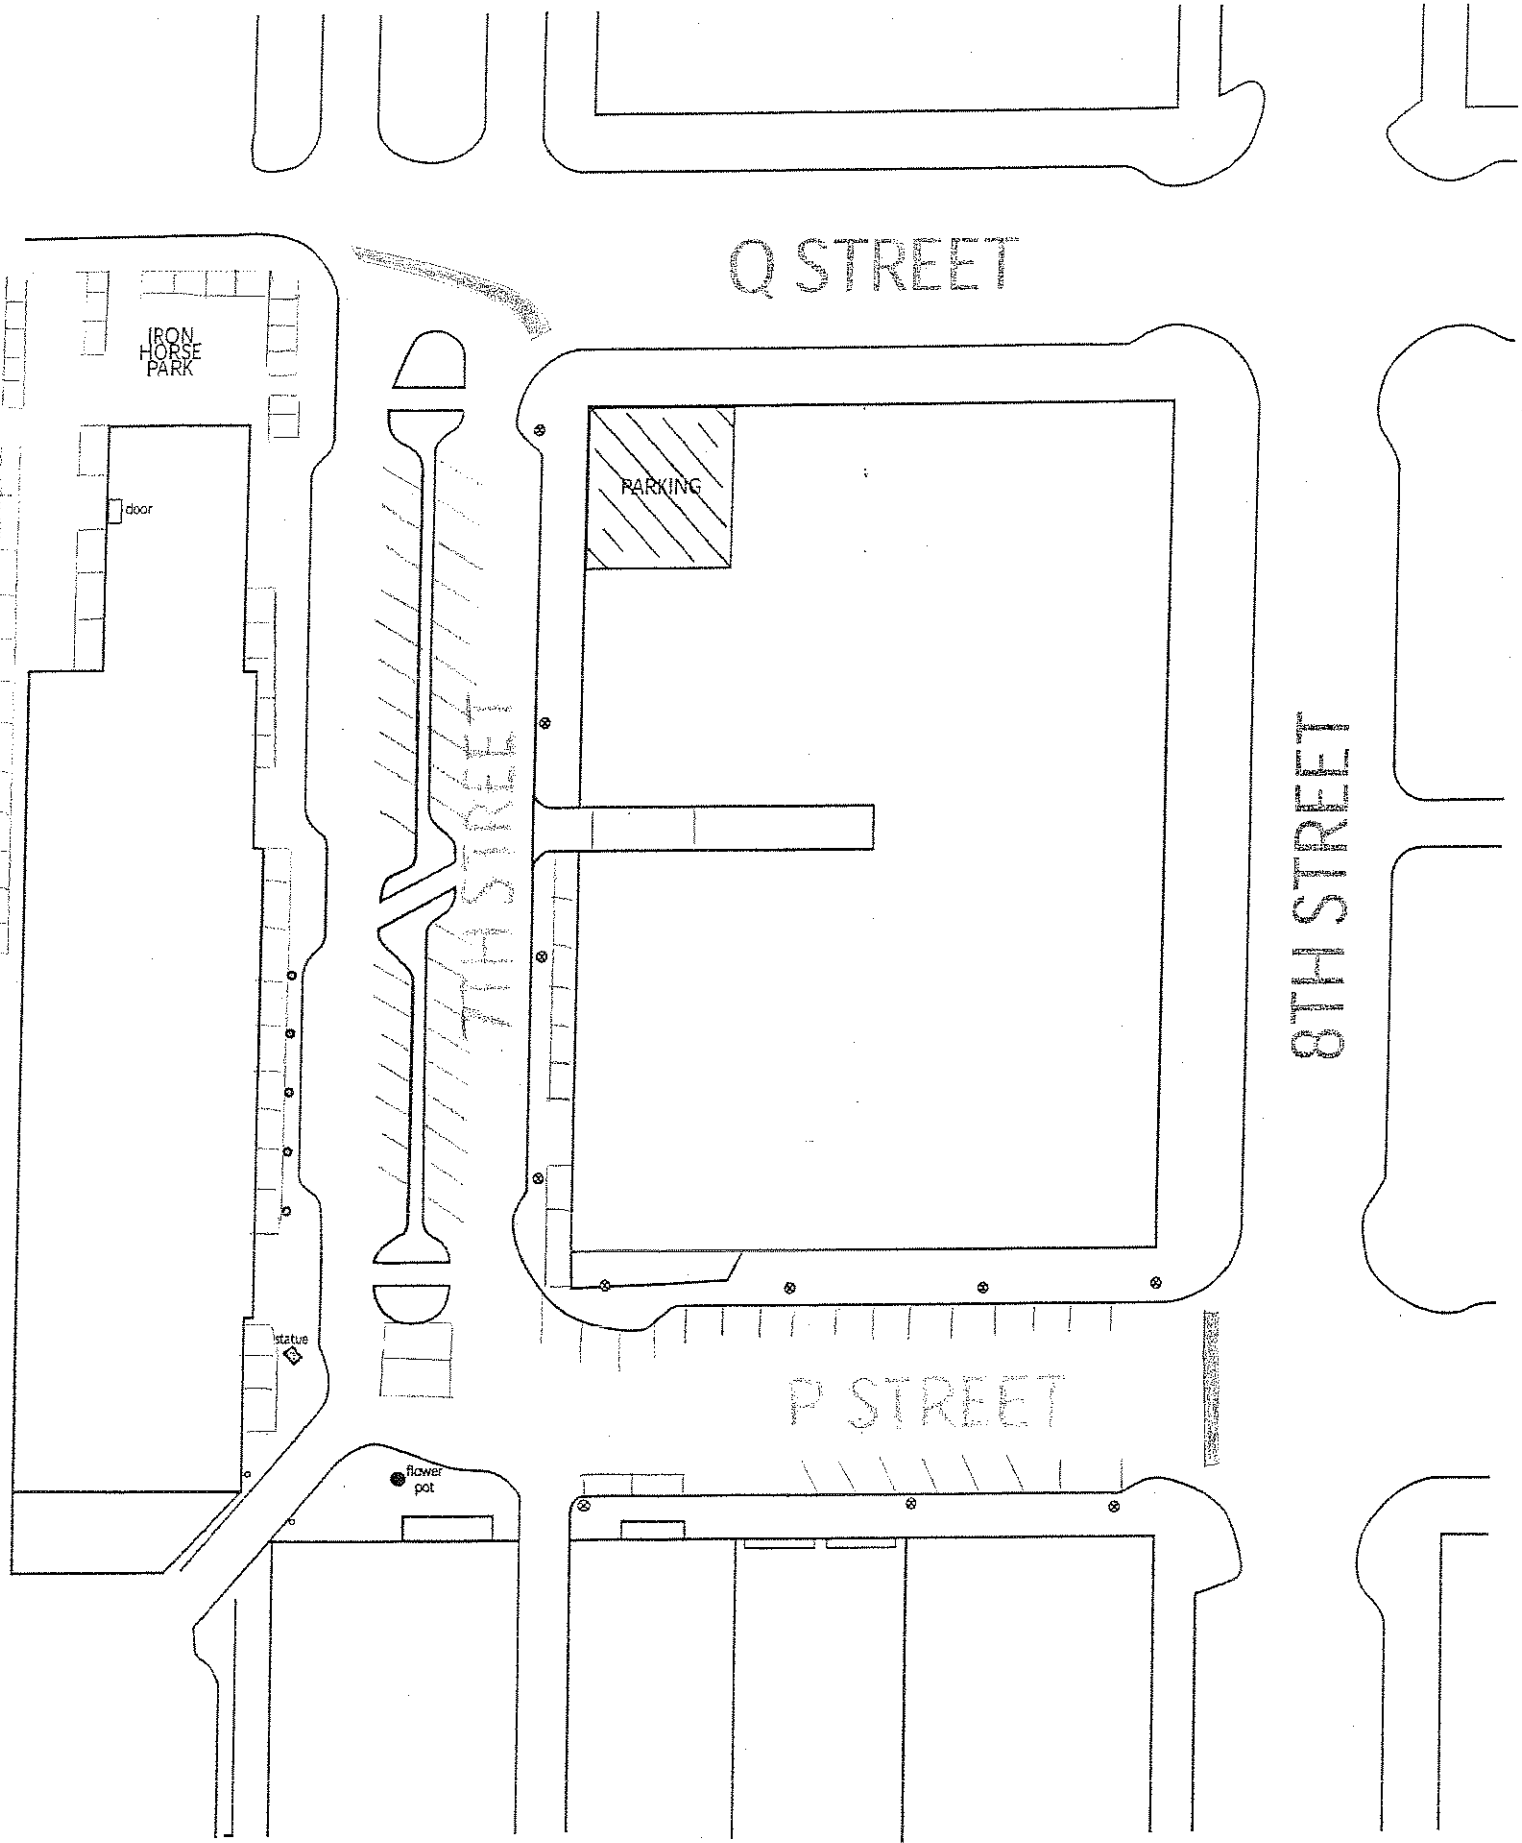 Q STREET
IRON
HORSE
PARK
PARKING
door
7TH STREET
8TH STREET
statue
P STREET
flower
pot